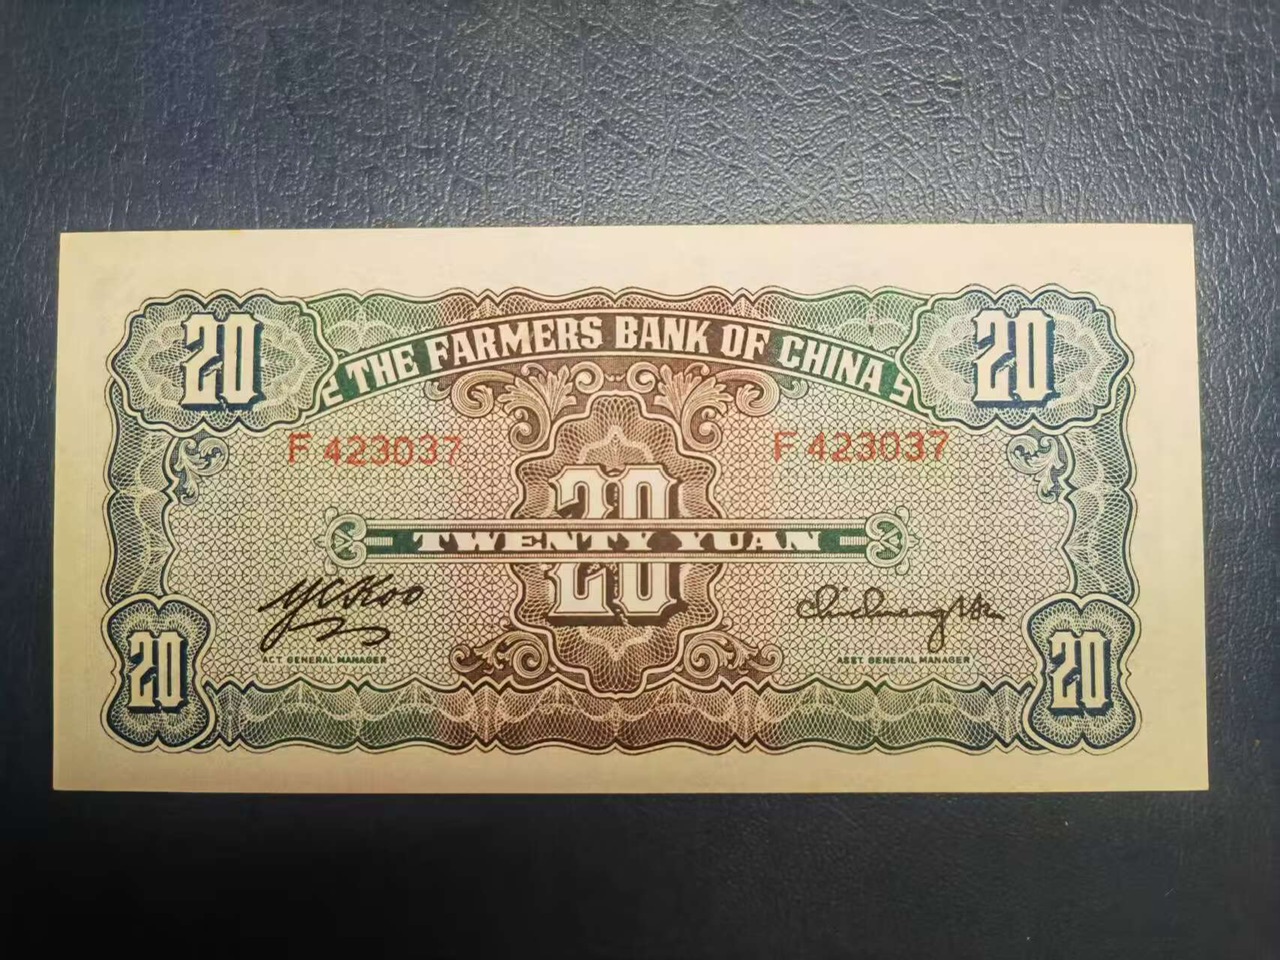 20 20
THE FARMERS BANK OF CHINA
F 423037 F 423037
20
TWENTY YUAN
Y C Koo
ACT. GENERAL MANAGER ASST GENERAL MANAGER
20 20